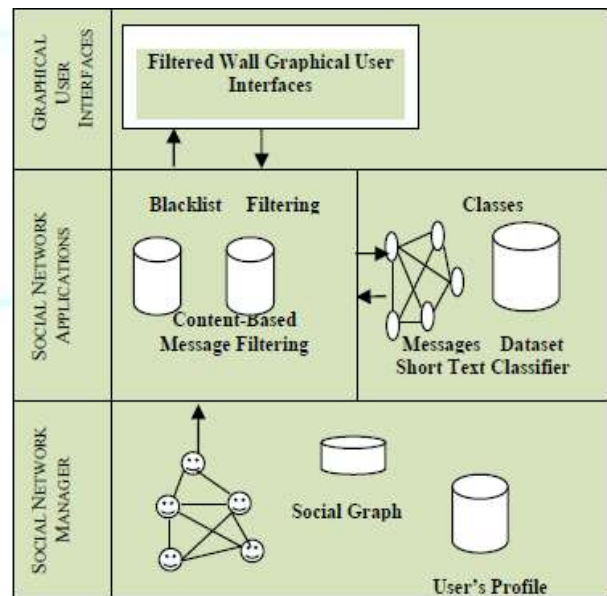 GRAPHICAL
USER
INTERFACES
Filtered Wall Graphical User
Interfaces
SOCIAL NETWORK
APPLICATIONS
Blacklist Filtering
Content-Based
Message Filtering
Classes
Messages Dataset
Short Text Classifier
SOCIAL NETWORK
MANAGER
Social Graph
User's Profile